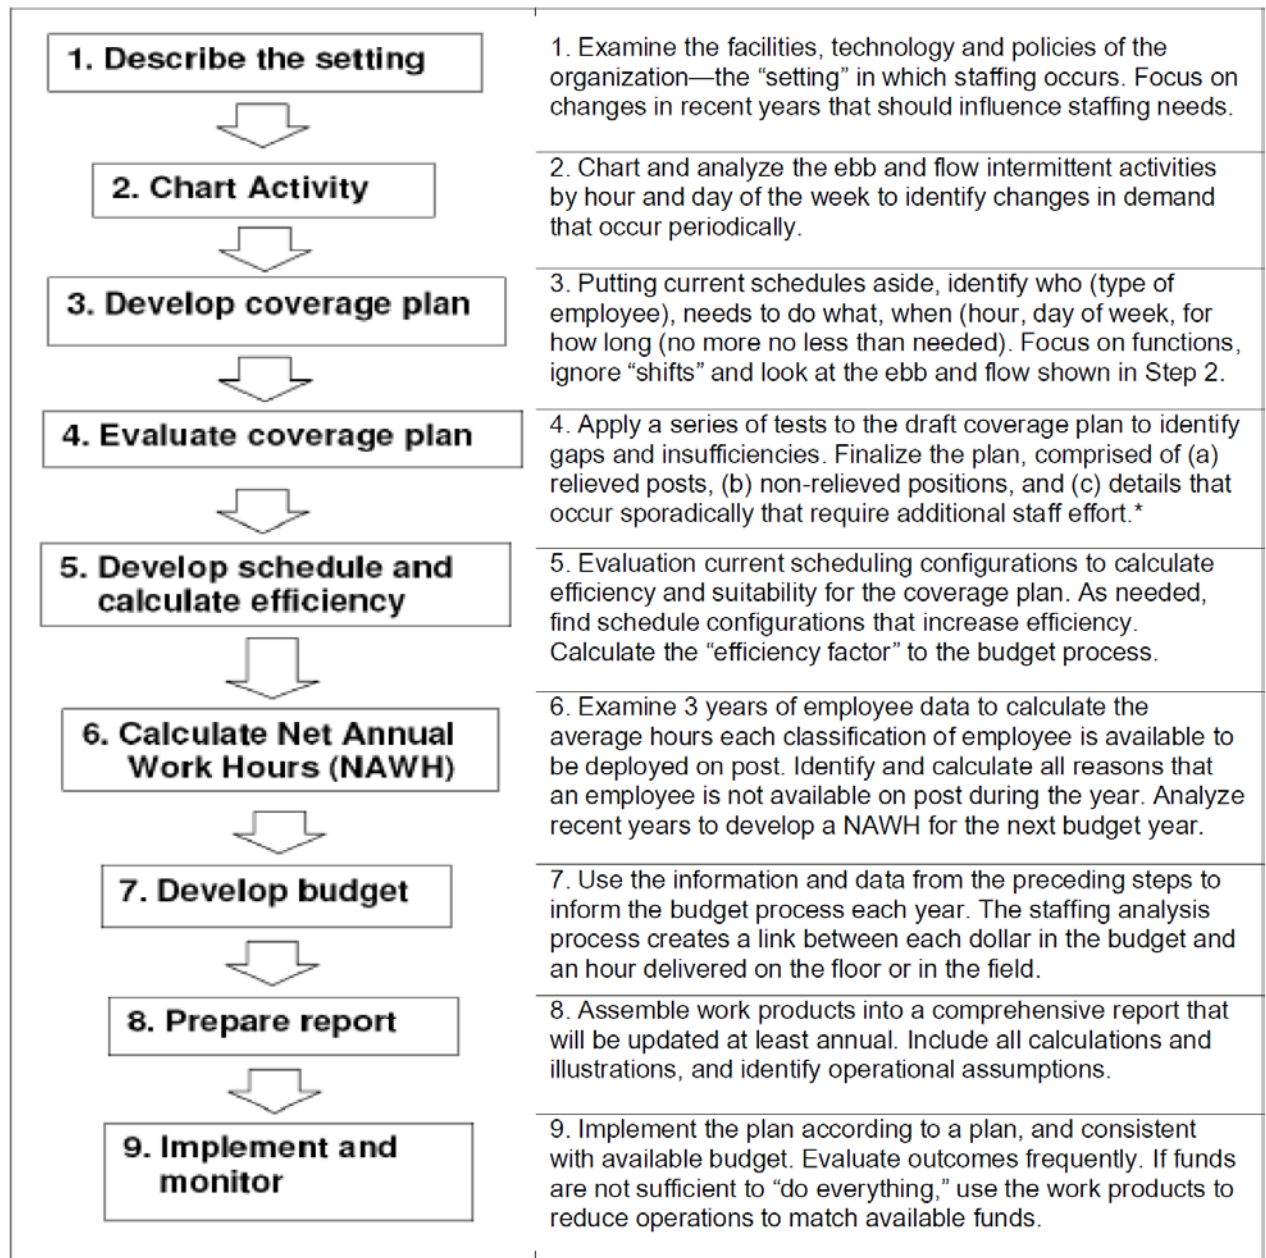 1. Describe the setting
1. Examine the facilities, technology and policies of the
organization—the “setting” in which staffing occurs. Focus on
changes in recent years that should influence staffing needs.
2. Chart Activity
2. Chart and analyze the ebb and flow intermittent activities
by hour and day of the week to identify changes in demand
that occur periodically.
3. Develop coverage plan
3. Putting current schedules aside, identify who (type of
employee), needs to do what, when (hour, day of week, for
how long (no more no less than needed). Focus on functions,
ignore “shifts” and look at the ebb and flow shown in Step 2.
4. Evaluate coverage plan
4. Apply a series of tests to the draft coverage plan to identify
gaps and insufficiencies. Finalize the plan, comprised of (a)
relieved posts, (b) non-relieved positions, and (c) details that
occur sporadically that require additional staff effort.*
5. Develop schedule and
calculate efficiency
5. Evaluation current scheduling configurations to calculate
efficiency and suitability for the coverage plan. As needed,
find schedule configurations that increase efficiency.
Calculate the “efficiency factor” to the budget process.
6. Calculate Net Annual
Work Hours (NAWH)
6. Examine 3 years of employee data to calculate the
average hours each classification of employee is available to
be deployed on post. Identify and calculate all reasons that
an employee is not available on post during the year. Analyze
recent years to develop a NAWH for the next budget year.
7. Develop budget
7. Use the information and data from the preceding steps to
inform the budget process each year. The staffing analysis
process creates a link between each dollar in the budget and
an hour delivered on the floor or in the field.
8. Prepare report
8. Assemble work products into a comprehensive report that
will be updated at least annual. Include all calculations and
illustrations, and identify operational assumptions.
9. Implement and
monitor
9. Implement the plan according to a plan, and consistent
with available budget. Evaluate outcomes frequently. If funds
are not sufficient to “do everything,” use the work products to
reduce operations to match available funds.